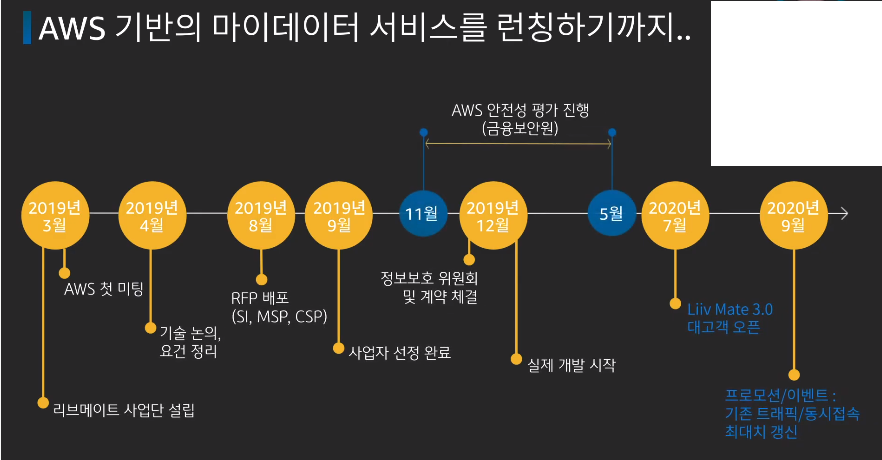 AWS 기반의 마이데이터 서비스를 런칭하기까지..
AWS 안전성 평가 진행
(금융보안원)
2019년
3월
2019년
4월
2019년
8월
2019년
9월
11월
2019년
12월
5월
2020년
7월
2020년
9월
AWS 첫 미팅
리브메이트 사업단 설립
기술 논의,
요건 정리
RFP 배포
(SI, MSP, CSP)
사업자 선정 완료
정보보호 위원회
및 계약 체결
실제 개발 시작
Liiv Mate 3.0
대고객 오픈
프로모션/이벤트 :
기존 트래픽/동시접속
최대치 갱신